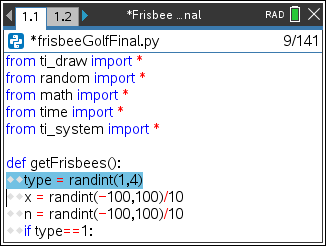 1.1 1.2 *Frisbee ...nal RAD
*frisbeeGolfFinal.py 9/141
from ti_draw import *
from random import *
from math import *
from time import *
from ti_system import *
def getFrisbees():
type = randint(1,4)
x = randint(−100,100)/10
n = randint(−100,100)/10
if type==1: